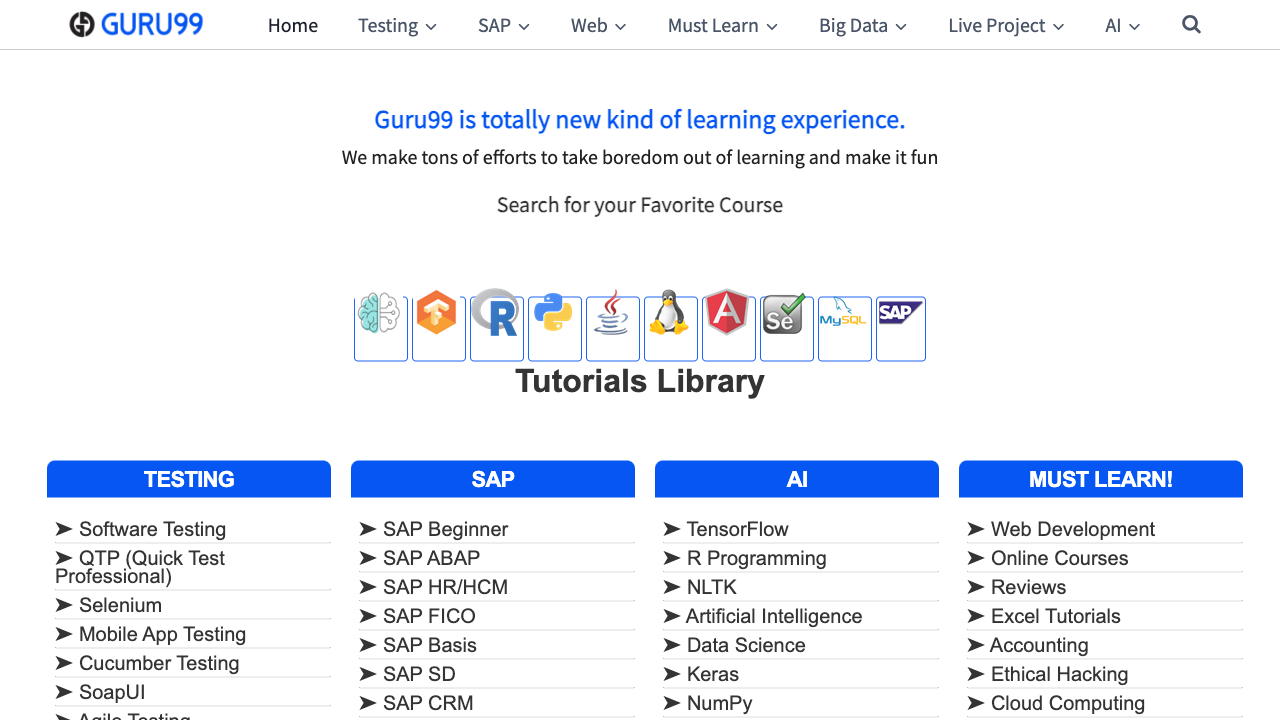 GURU99 Home Testing SAP Web Must Learn Big Data Live Project AI
Guru99 is totally new kind of learning experience.
We make tons of efforts to take boredom out of learning and make it fun
Search for your Favorite Course
R Se MySQL SAP
Tutorials Library
TESTING
➤ Software Testing
➤ QTP (Quick Test
Professional)
➤ Selenium
➤ Mobile App Testing
➤ Cucumber Testing
➤ SoapUI
➤ Agile Testing
SAP
➤ SAP Beginner
➤ SAP ABAP
➤ SAP HR/HCM
➤ SAP FICO
➤ SAP Basis
➤ SAP SD
➤ SAP CRM
AI
➤ TensorFlow
➤ R Programming
➤ NLTK
➤ Artificial Intelligence
➤ Data Science
➤ Keras
➤ NumPy
MUST LEARN!
➤ Web Development
➤ Online Courses
➤ Reviews
➤ Excel Tutorials
➤ Accounting
➤ Ethical Hacking
➤ Cloud Computing